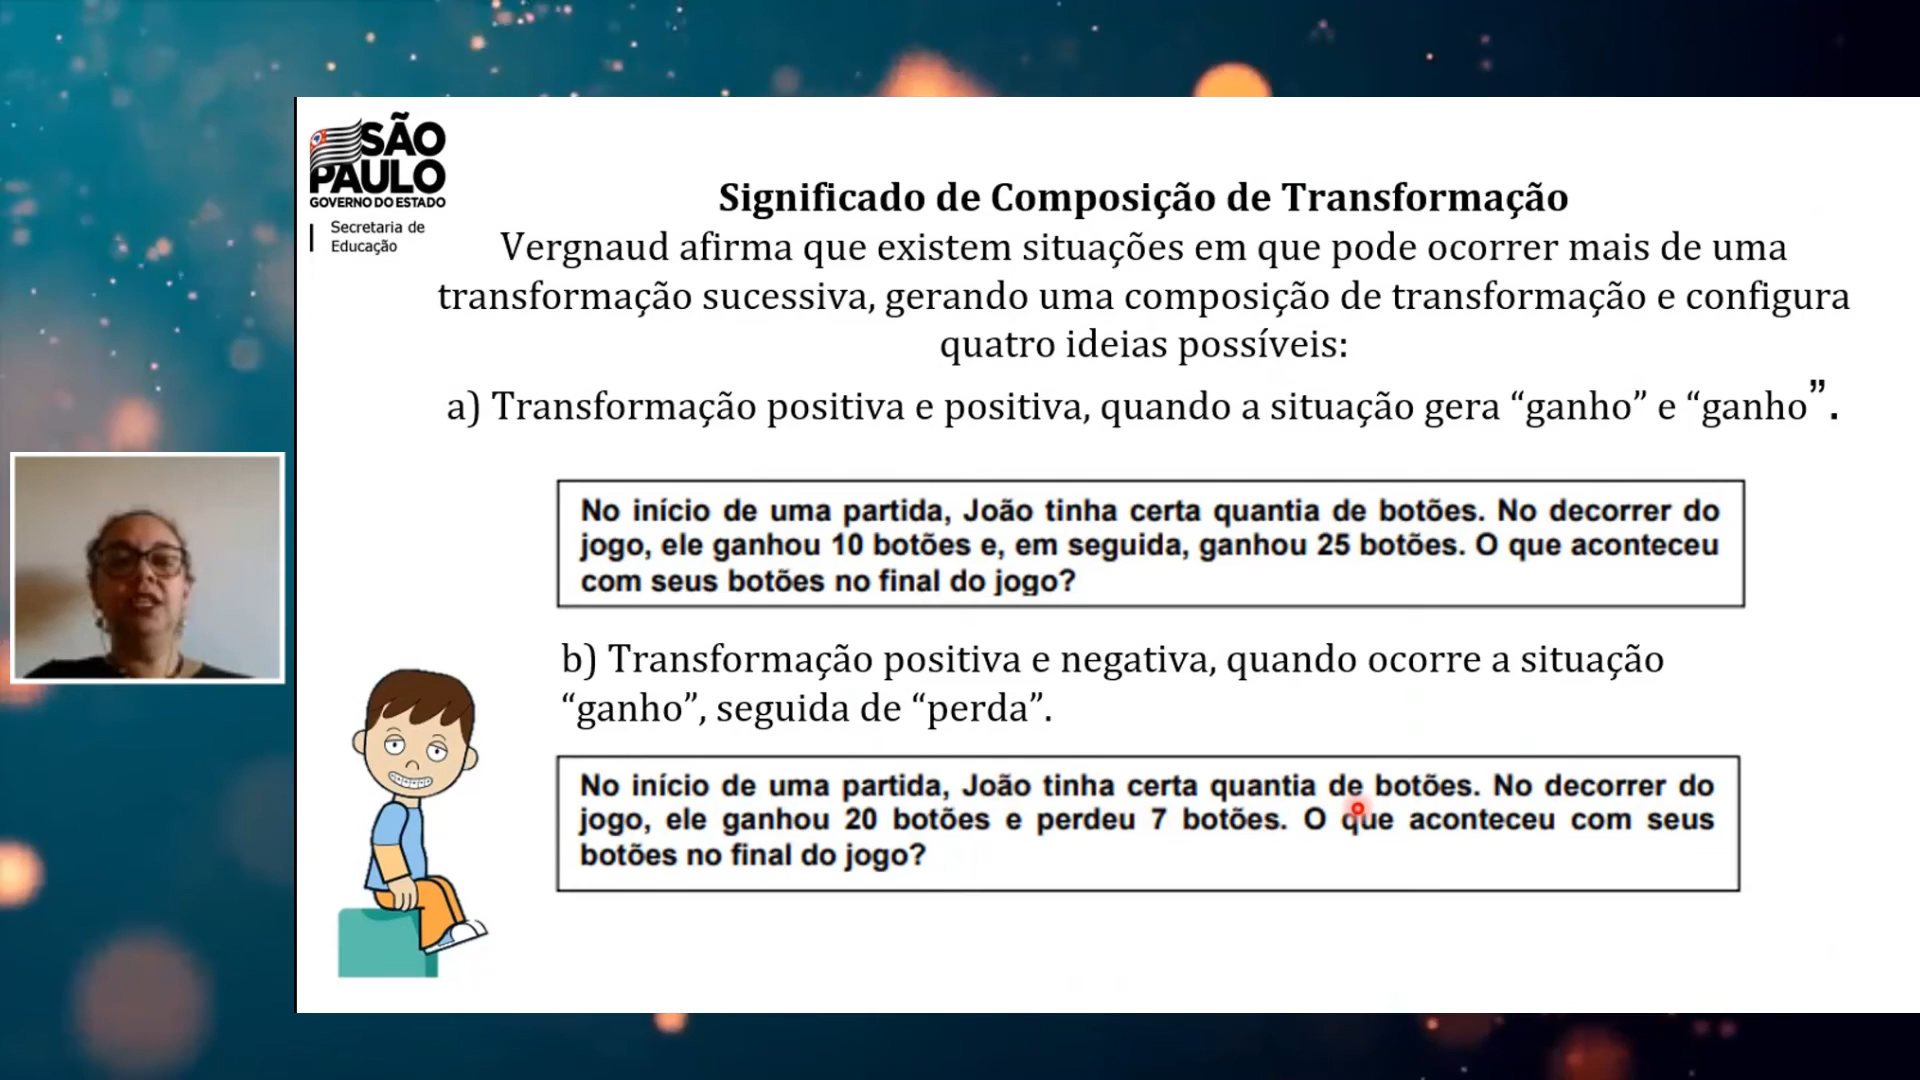 SÃO
PAULO
GOVERNO DO ESTADO
Secretaria de
Educação
Significado de Composição de Transformação
Vergnaud afirma que existem situações em que pode ocorrer mais de uma
transformação sucessiva, gerando uma composição de transformação e configura
quatro ideias possíveis:
a) Transformação positiva e positiva, quando a situação gera “ganho” e “ganho”.
No início de uma partida, João tinha certa quantia de botões. No decorrer do
jogo, ele ganhou 10 botões e, em seguida, ganhou 25 botões. O que aconteceu
com seus botões no final do jogo?
b) Transformação positiva e negativa, quando ocorre a situação
“ganho”, seguida de “perda”.
No início de uma partida, João tinha certa quantia de botões. No decorrer do
jogo, ele ganhou 20 botões e perdeu 7 botões. O que aconteceu com seus
botões no final do jogo?